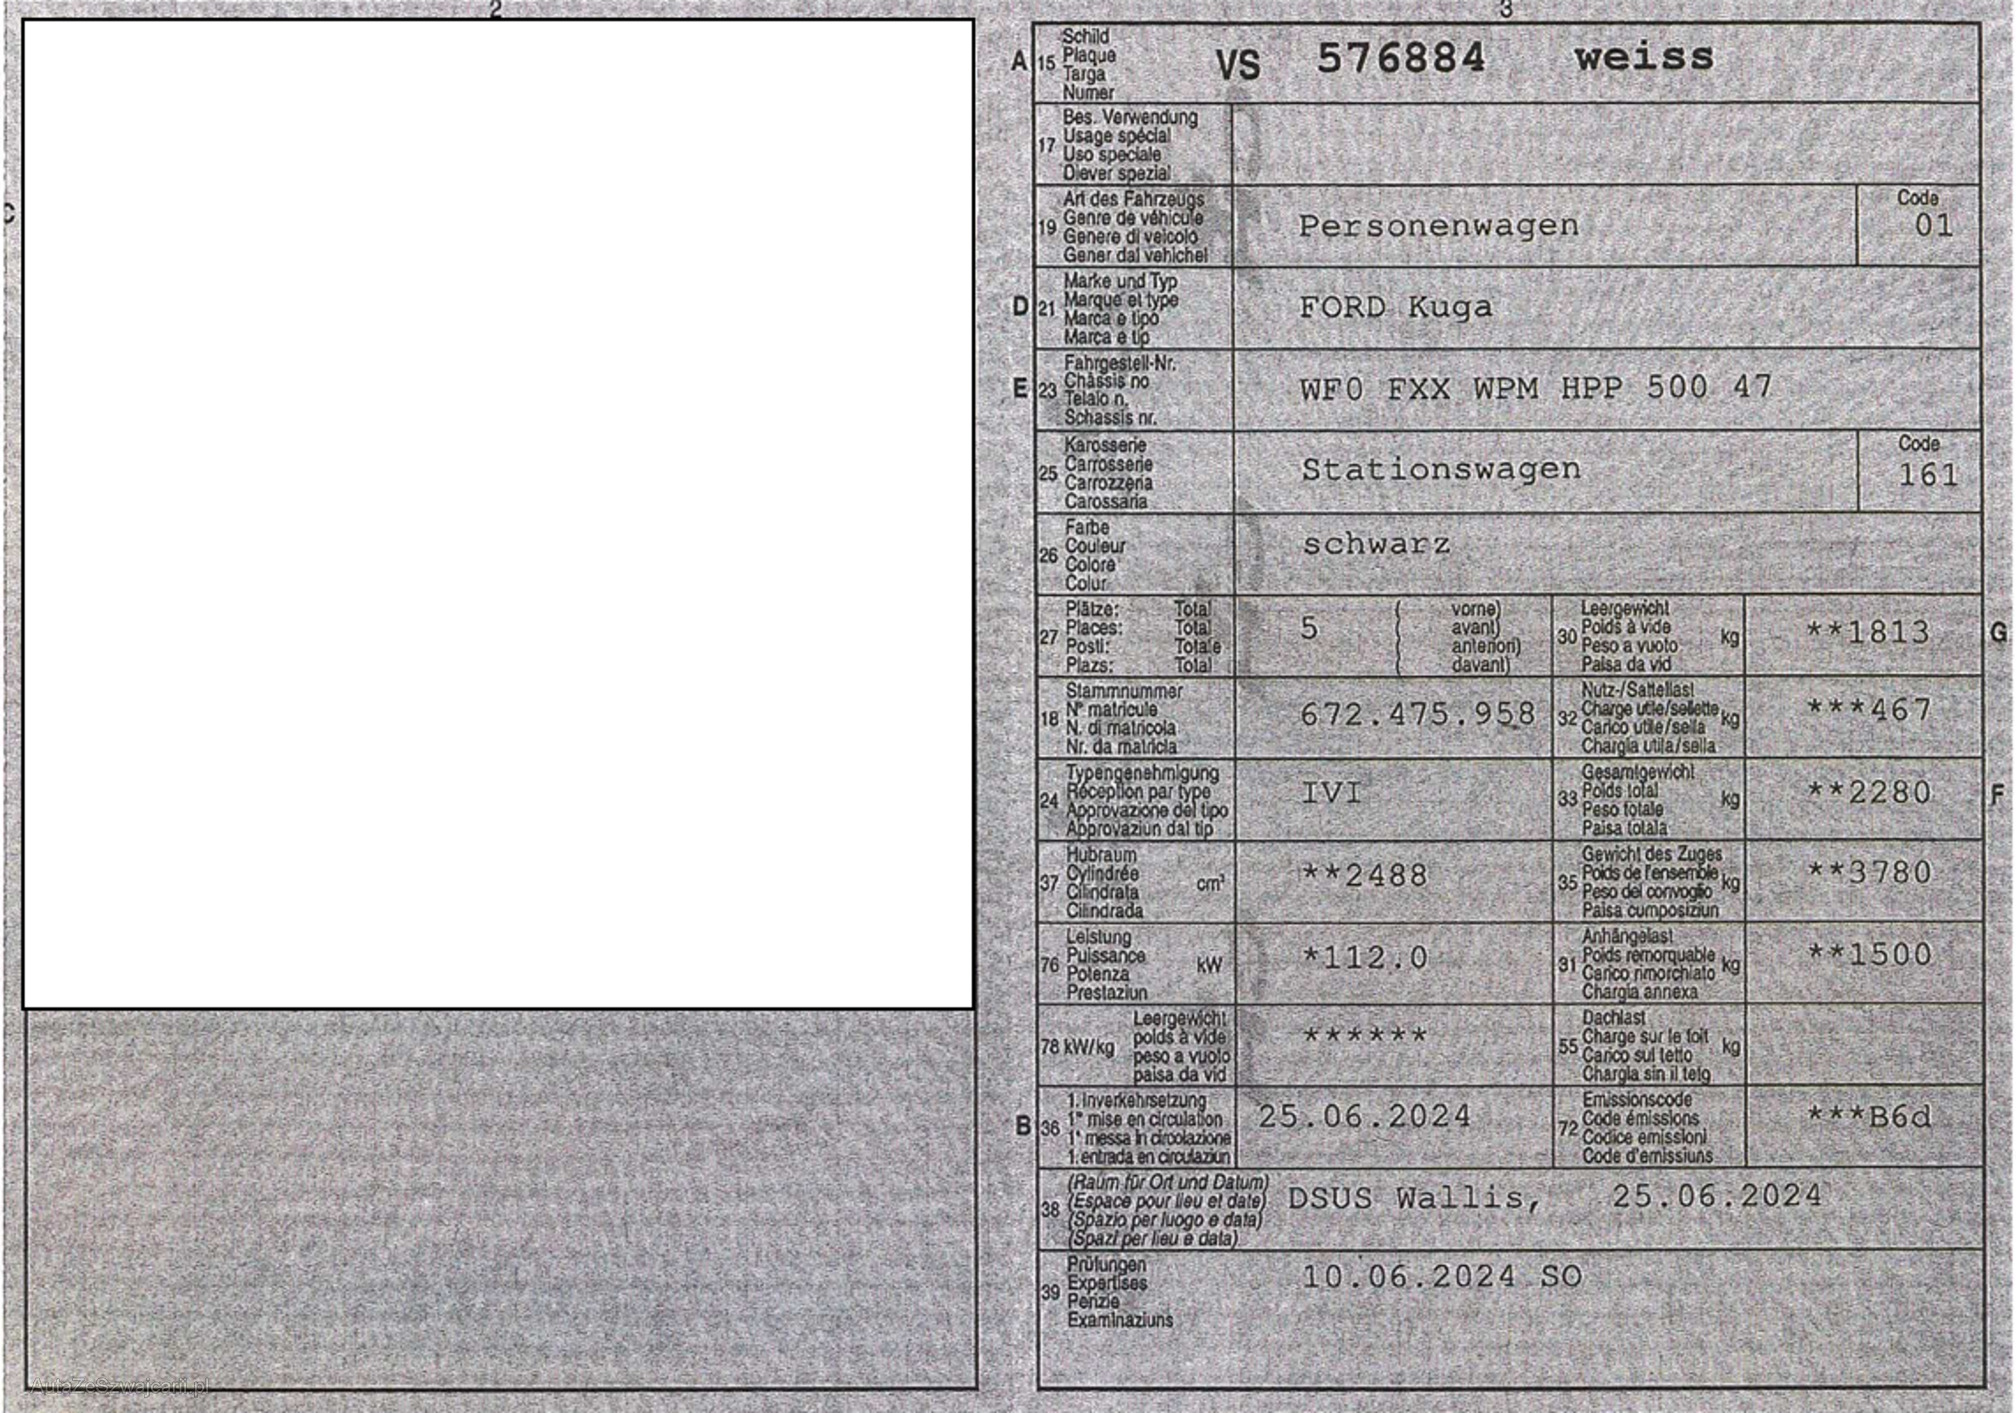 2
3
C
A 15 Schild
Plaque
Targa
Numer
VS 576884 weiss
17 Bes. Verwendung
Usage spécial
Uso speciale
Diever spezial
19 Art des Fahrzeugs
Genre de véhicule
Genere di veicolo
Gener dal vehichel
Personenwagen
Code
01
D 21 Marke und Typ
Marque et type
Marca e tipo
Marca e tip
FORD Kuga
E 23 Fahrgestell-Nr.
Châssis no
Telaio n.
Schassis nr.
WF0 FXX WPM HPP 500 47
25 Karosserie
Carrosserie
Carrozzeria
Carossaria
Stationswagen
Code
161
26 Farbe
Couleur
Colore
Colur
schwarz
27 Plätze: Total
Places: Total
Posti: Totale
Plazs: Total
5
( vorne)
( avant)
( anteriori)
( davant)
30 Leergewicht
Poids à vide
Peso a vuoto
Paisa da vid
kg
**1813
G
18 Stammnummer
N° matricule
N. di matricola
Nr. da matricla
672.475.958
32 Nutz-/Sattellast
Charge utile/sellette
Carico utile/sella
Chargia utila/sella
kg
***467
24 Typengenehmigung
Réception par type
Approvazione del tipo
Approvaziun dal tip
IVI
33 Gesamtgewicht
Poids total
Peso totale
Paisa totala
kg
**2280
F
37 Hubraum
Cylindrée
Cilindrata
Cilindrada
cm³
**2488
35 Gewicht des Zuges
Poids de l'ensemble
Peso del convoglio
Paisa cumposiziun
kg
**3780
76 Leistung
Puissance
Potenza
Prestaziun
kW
*112.0
31 Anhängelast
Poids remorquable
Carico rimorchiato
Chargia annexa
kg
**1500
78 kW/kg
Leergewicht
poids à vide
peso a vuoto
paisa da vid
******
55 Dachlast
Charge sur le toit
Carico sul tetto
Chargia sin il tetg
kg
B 36 1. Inverkehrsetzung
1re mise en circulation
1a messa in circolazione
1. entrada en circulaziun
25.06.2024
72 Emissionscode
Code émissions
Codice emissioni
Code d'emissiuns
***B6d
38 (Raum für Ort und Datum)
(Espace pour lieu et date)
(Spazio per luogo e data)
(Spazi per lieu e data)
DSUS Wallis, 25.06.2024
39 Prüfungen
Expertises
Perizie
Examinaziuns
10.06.2024 SO
AutaZeSzwajcarii.pl